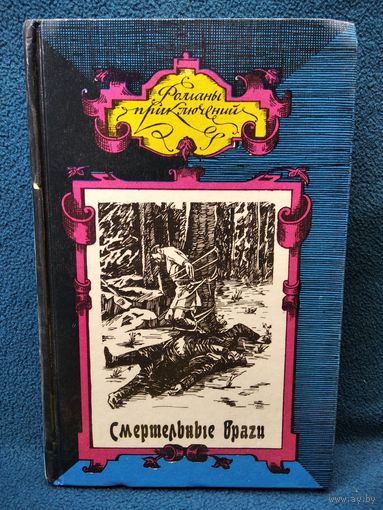 Романы
приключений
Смертельные враги
www.ay.by